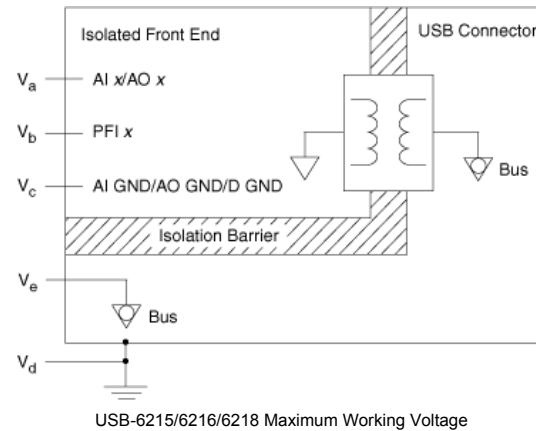 Isolated Front End
USB Connector
Va
AI x/AO x
Vb
PFI x
Vc
AI GND/AO GND/D GND
Bus
Isolation Barrier
Ve
Bus
Vd
USB-6215/6216/6218 Maximum Working Voltage